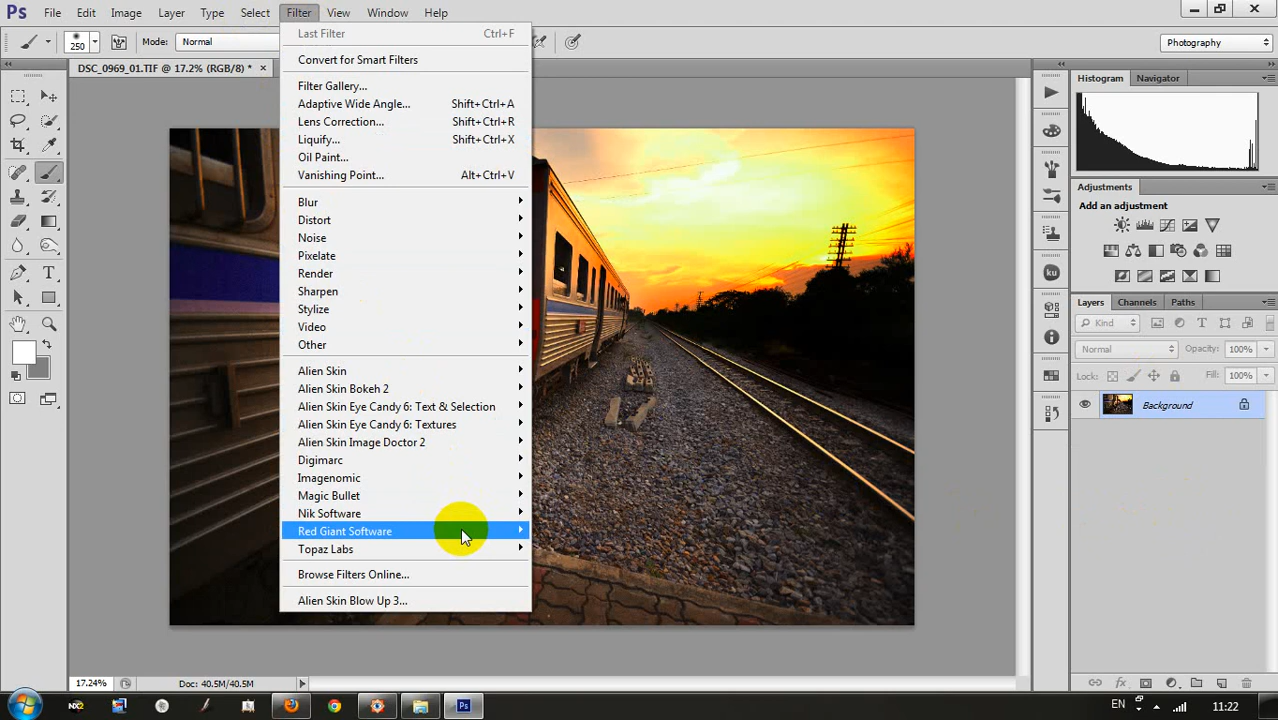 Ps File Edit Image Layer Type Select Filter View Window Help
250 Mode: Normal Photography
DSC_0969_01.TIF @ 17.2% (RGB/8) *
Last Filter Ctrl+F
Convert for Smart Filters
Filter Gallery...
Adaptive Wide Angle... Shift+Ctrl+A
Lens Correction... Shift+Ctrl+R
Liquify... Shift+Ctrl+X
Oil Paint...
Vanishing Point... Alt+Ctrl+V
Blur
Distort
Noise
Pixelate
Render
Sharpen
Stylize
Video
Other
Alien Skin
Alien Skin Bokeh 2
Alien Skin Eye Candy 6: Text & Selection
Alien Skin Eye Candy 6: Textures
Alien Skin Image Doctor 2
Digimarc
Imagenomic
Magic Bullet
Nik Software
Red Giant Software
Topaz Labs
Browse Filters Online...
Alien Skin Blow Up 3...
Histogram Navigator
Adjustments
Add an adjustment
ku
Layers Channels Paths
Kind
Normal Opacity: 100%
Lock: Fill: 100%
Background
fx
17.24% Doc: 40.5M/40.5M
NX2 Ps EN 11:22